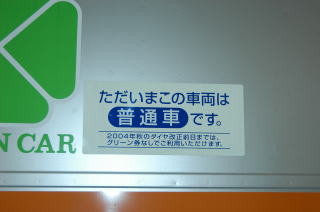 ただいまこの車両は
普通車です。
2004年秋のダイヤ改正前日までは、
グリーン券なしでご利用いただけます。
N CAR